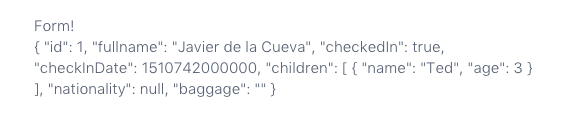 Form!
{ "id": 1, "fullname": "Javier de la Cueva", "checkedIn": true,
"checkInDate": 1510742000000, "children": [ { "name": "Ted", "age": 3 }
], "nationality": null, "baggage": "" }